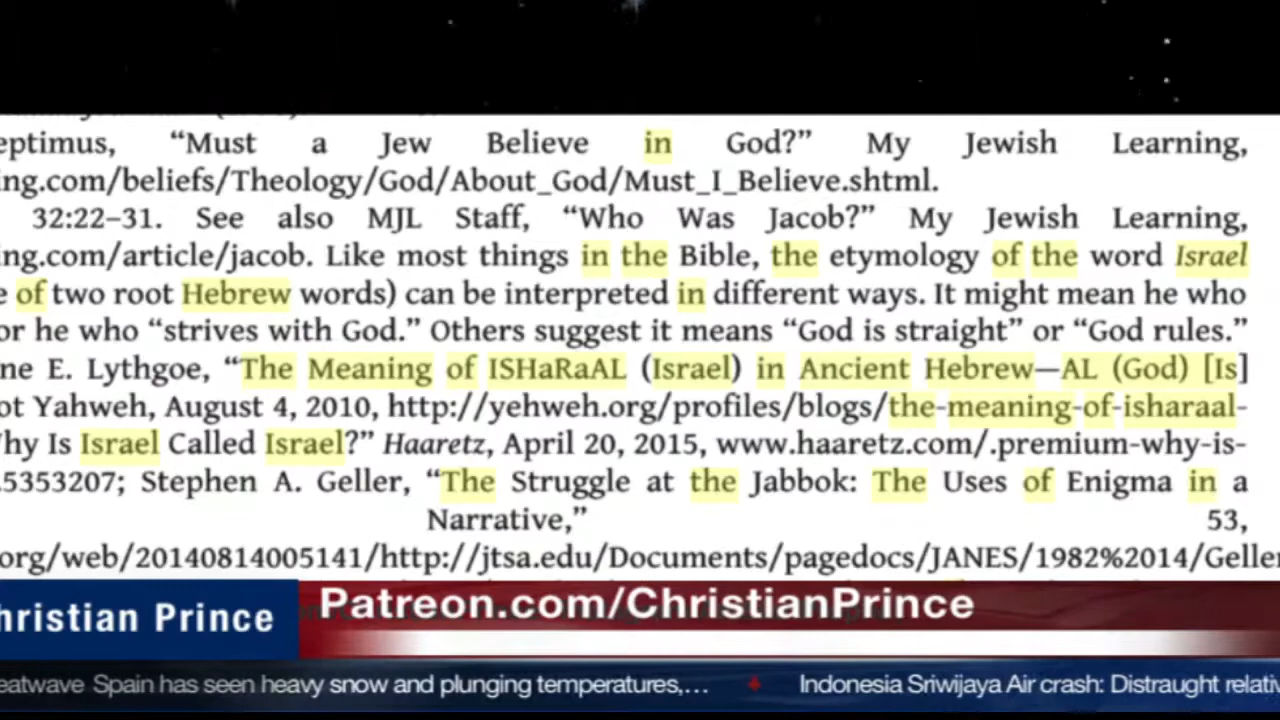 eptimus, “Must a Jew Believe in God?” My Jewish Learning,
ing.com/beliefs/Theology/God/About_God/Must_I_Believe.shtml.
32:22–31. See also MJL Staff, “Who Was Jacob?” My Jewish Learning,
ing.com/article/jacob. Like most things in the Bible, the etymology of the word Israel
e of two root Hebrew words) can be interpreted in different ways. It might mean he who
or he who “strives with God.” Others suggest it means “God is straight” or “God rules.”
ne E. Lythgoe, “The Meaning of ISHaRaAL (Israel) in Ancient Hebrew—AL (God) [Is]
ot Yahweh, August 4, 2010, http://yehweh.org/profiles/blogs/the-meaning-of-isharaal-
Why Is Israel Called Israel?” Haaretz, April 20, 2015, www.haaretz.com/.premium-why-is-
.5353207; Stephen A. Geller, “The Struggle at the Jabbok: The Uses of Enigma in a
Narrative,” 53,
org/web/20140814005141/http://jtsa.edu/Documents/pagedocs/JANES/1982%2014/Geller
hristian Prince
Patreon.com/ChristianPrince
eatwave Spain has seen heavy snow and plunging temperatures,... Indonesia Sriwijaya Air crash: Distraught relativ